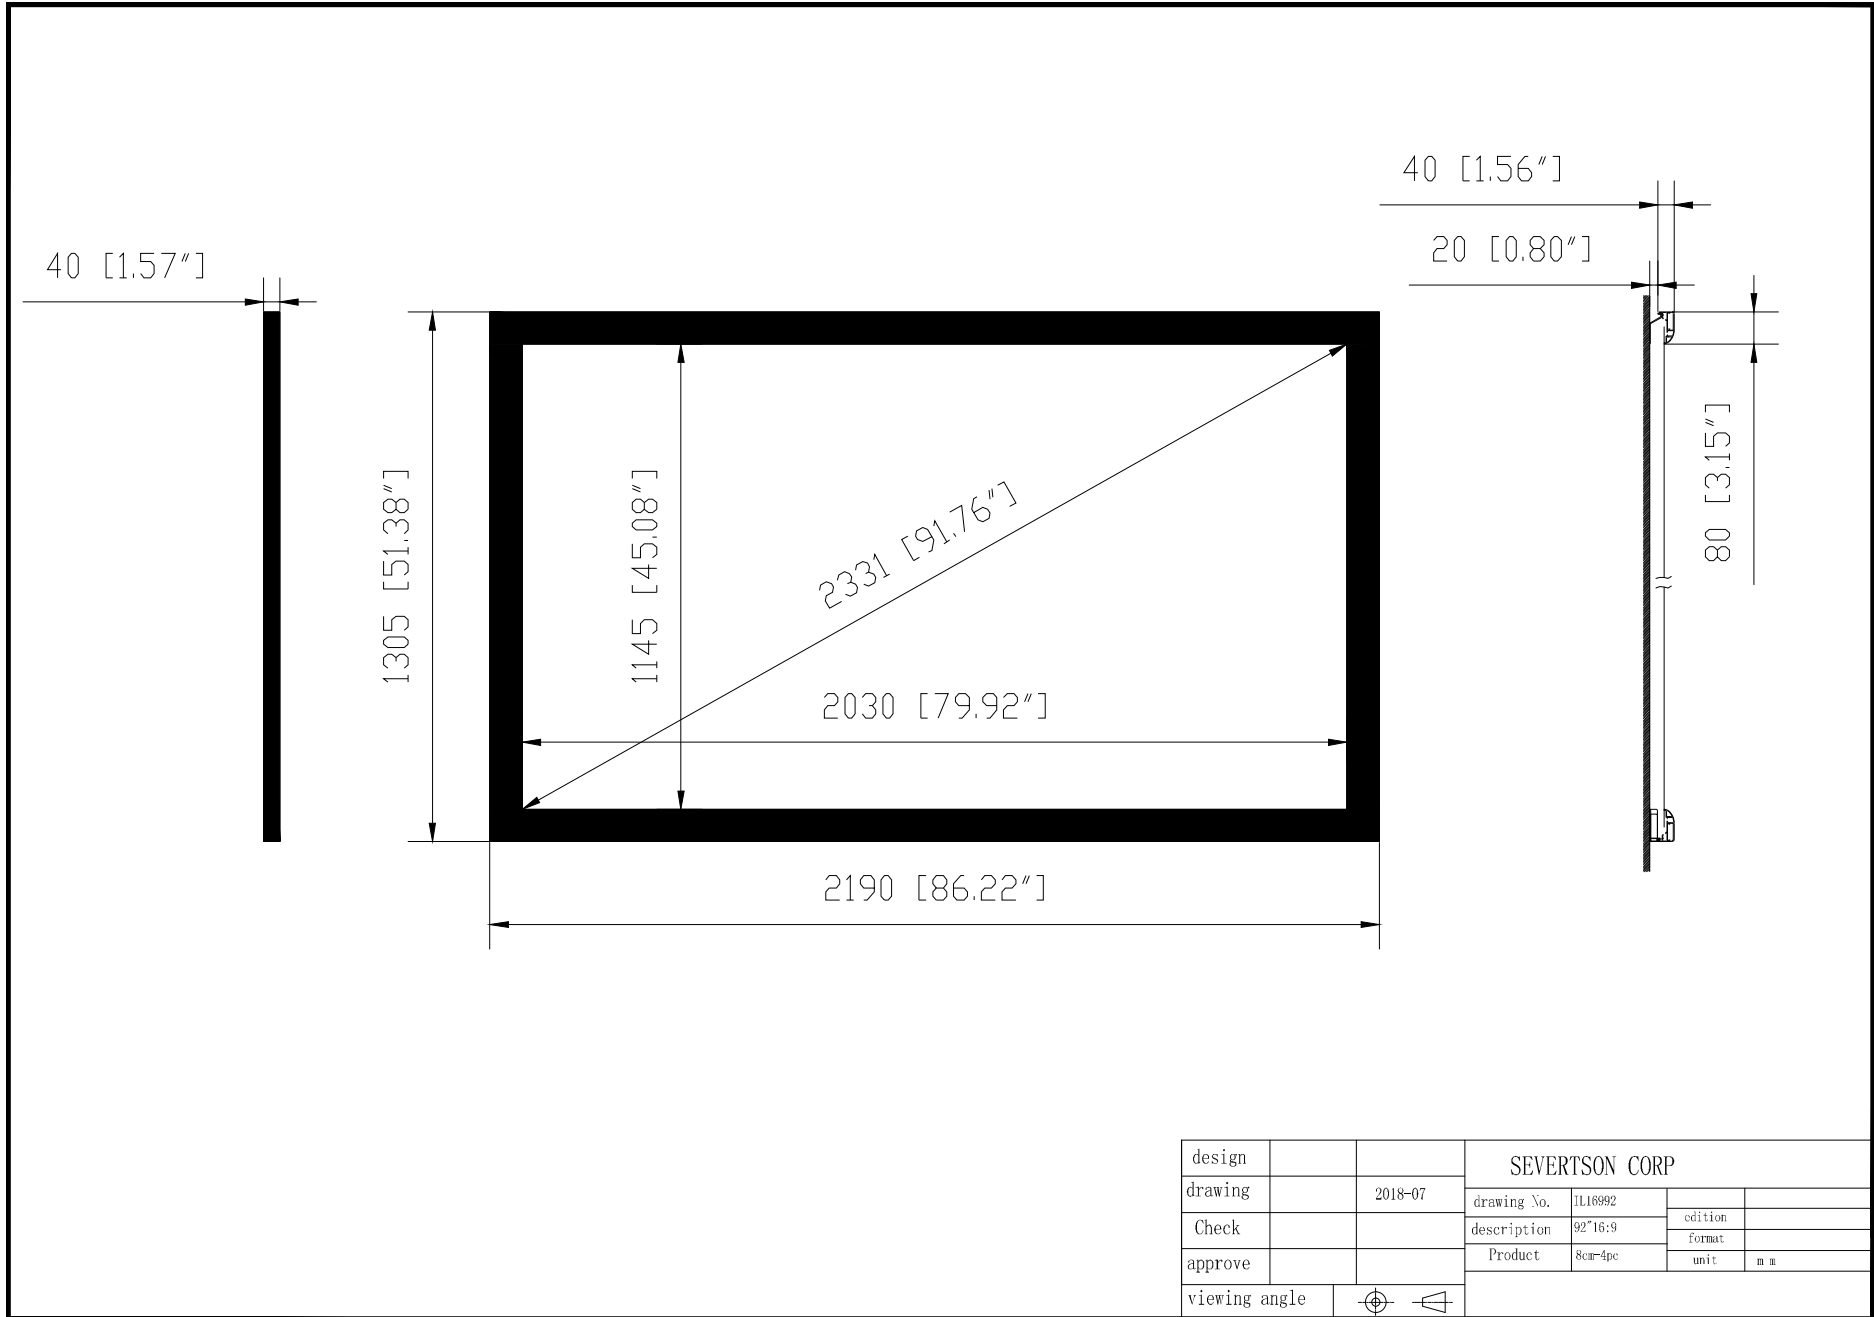 40 [1.56"]
20 [0.80"]
40 [1.57"]
80 [3.15"]
1305 [51.38"]
1145 [45.08"]
2331 [91.76"]
2030 [79.92"]
2190 [86.22"]
design
drawing 2018-07
Check
approve
viewing angle
SEVERTSON CORP
drawing No. IL16992
description 92"16:9
Product 8cm-4pc
edition
format
unit m m